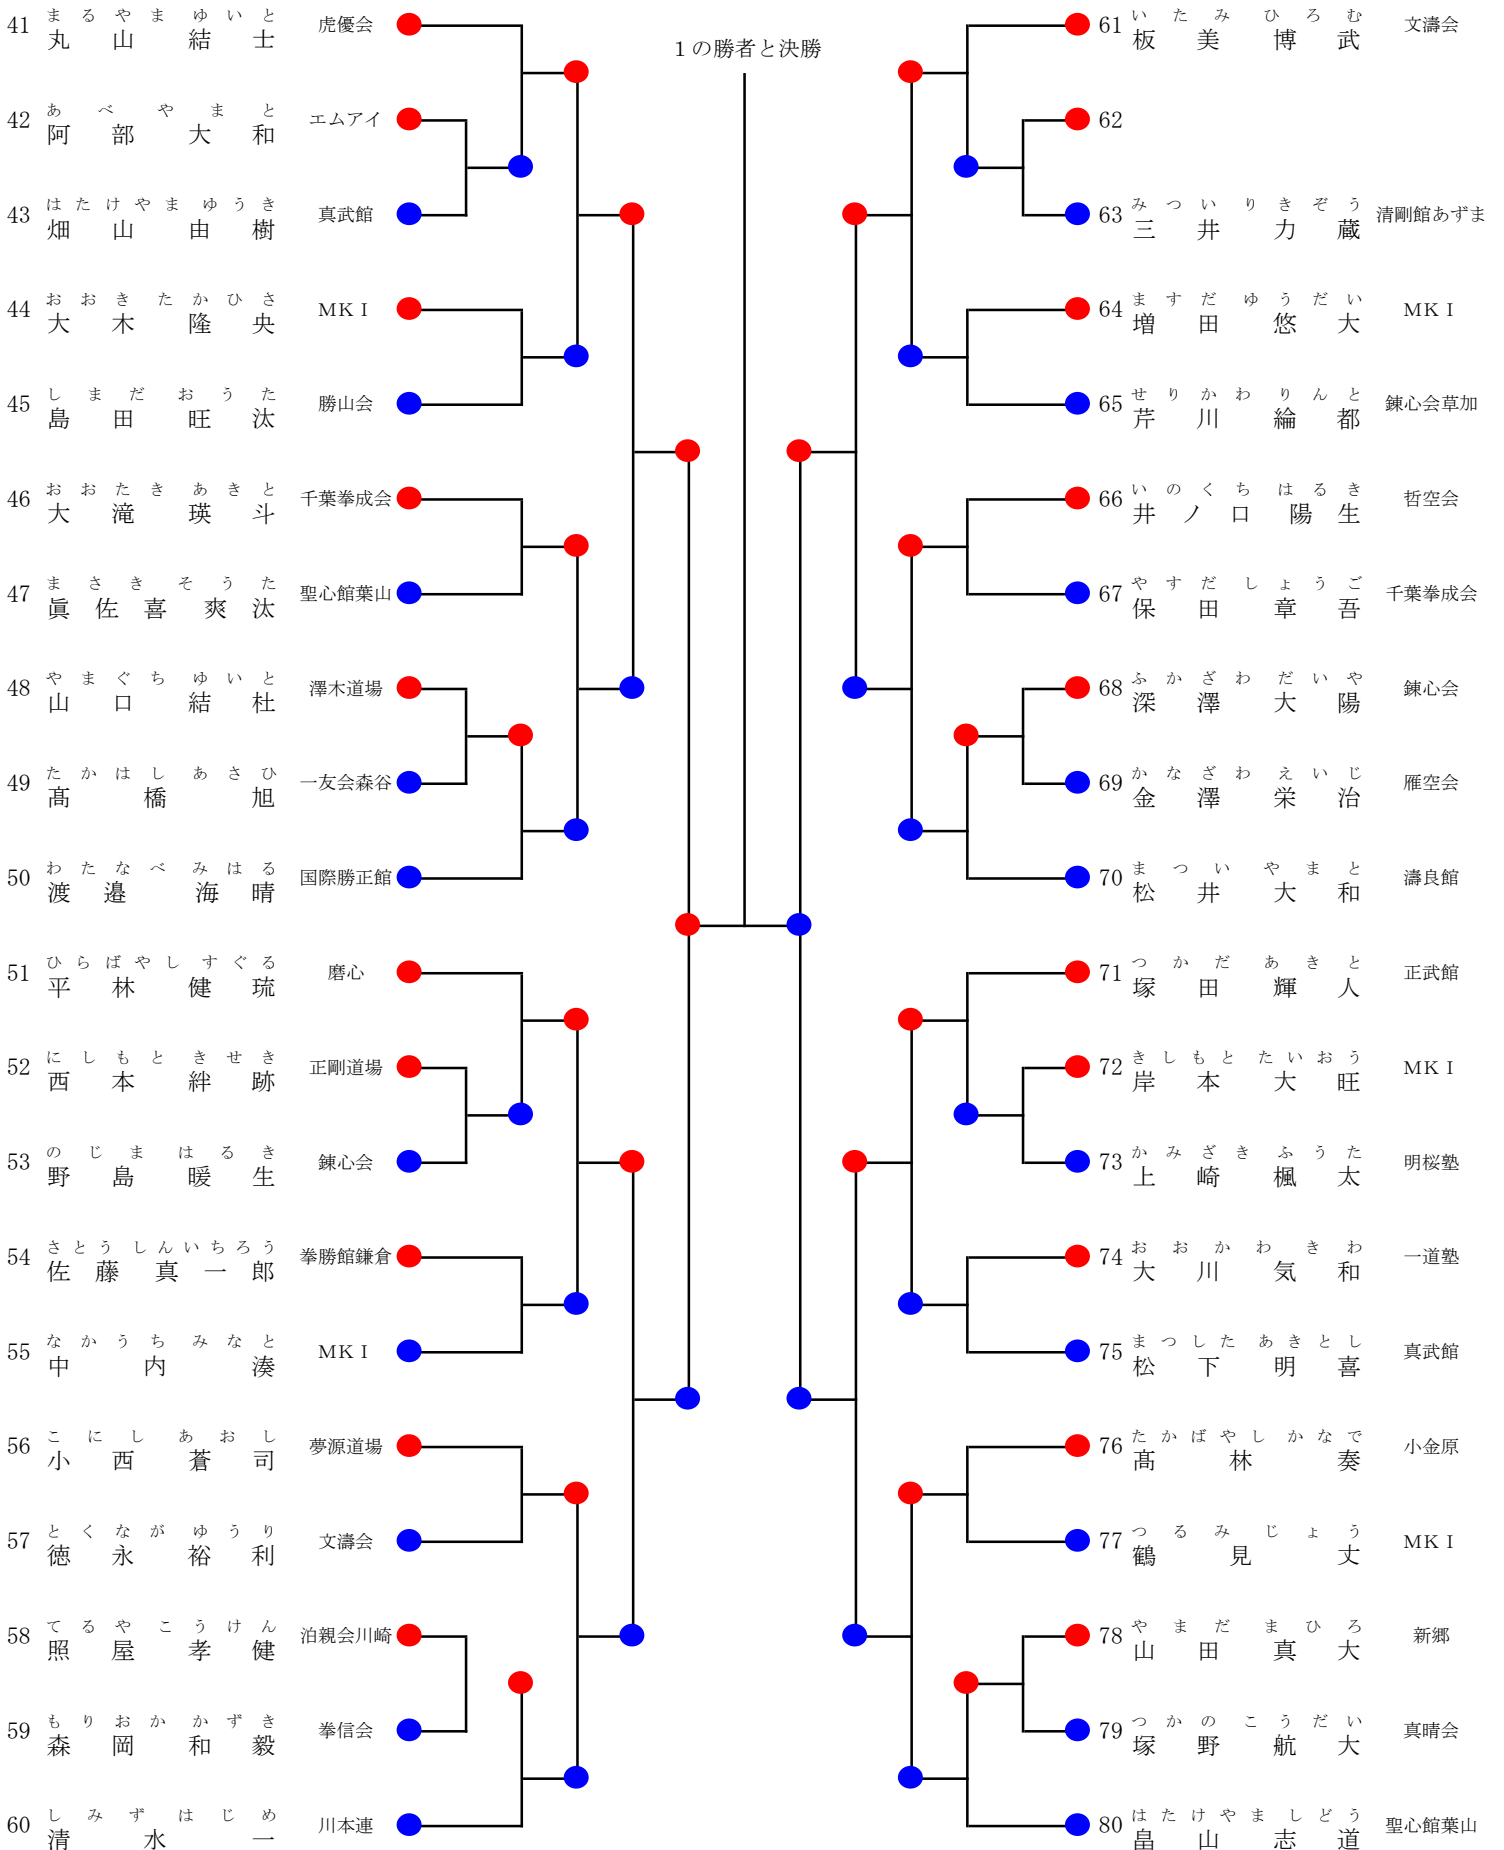 1の勝者と決勝
まるやま ゆいと
41 丸山 結士 虎優会
あべ やまと
42 阿部 大和 エムアイ
はたけやま ゆうき
43 畑山 由樹 真武館
おおき たかひさ
44 大木 隆央 MKI
しまだ おうた
45 島田 旺汰 勝山会
おおたき あきと
46 大滝 瑛斗 千葉拳成会
まさき そうた
47 眞佐喜 爽汰 聖心館葉山
やまぐち ゆいと
48 山口 結杜 澤木道場
たかはし あさひ
49 髙橋 旭 一友会森谷
わたなべ みはる
50 渡邉 海晴 国際勝正館
ひらばやし すぐる
51 平林 健琉 磨心
にしもと きせき
52 西本 絆跡 正剛道場
のじま はるき
53 野島 暖生 錬心会
さとう しんいちろう
54 佐藤 真一郎 拳勝館鎌倉
なかうち みなと
55 中内 湊 MKI
こにし あおし
56 小西 蒼司 夢源道場
とくなが ゆうり
57 徳永 裕利 文濤会
てるや こうけん
58 照屋 孝健 泊親会川崎
もりおか かずき
59 森岡 和毅 拳信会
しみず はじめ
60 清水 一 川本連
いたみ ひろむ
61 板美 博武 文濤会
62
みつい りきぞう
63 三井 力蔵 清剛館あずま
ますだ ゆうだい
64 増田 悠大 MKI
せりかわ りんと
65 芹川 綸都 錬心会草加
いのくち はるき
66 井ノ口 陽生 哲空会
やすだ しょうご
67 保田 章吾 千葉拳成会
ふかざわ だいや
68 深澤 大陽 錬心会
かなざわ えいじ
69 金澤 栄治 雁空会
まつい やまと
70 松井 大和 濤良館
つかだ あきと
71 塚田 輝人 正武館
きしもと たいおう
72 岸本 大旺 MKI
かみざき ふうた
73 上崎 楓太 明桜塾
おおかわ きわ
74 大川 気和 一道塾
まつした あきとし
75 松下 明喜 真武館
たかばやし かなで
76 髙林 奏 小金原
つるみ じょう
77 鶴見 丈 MKI
やまだ まひろ
78 山田 真大 新郷
つかの こうだい
79 塚野 航大 真晴会
はたけやま しどう
80 畠山 志道 聖心館葉山